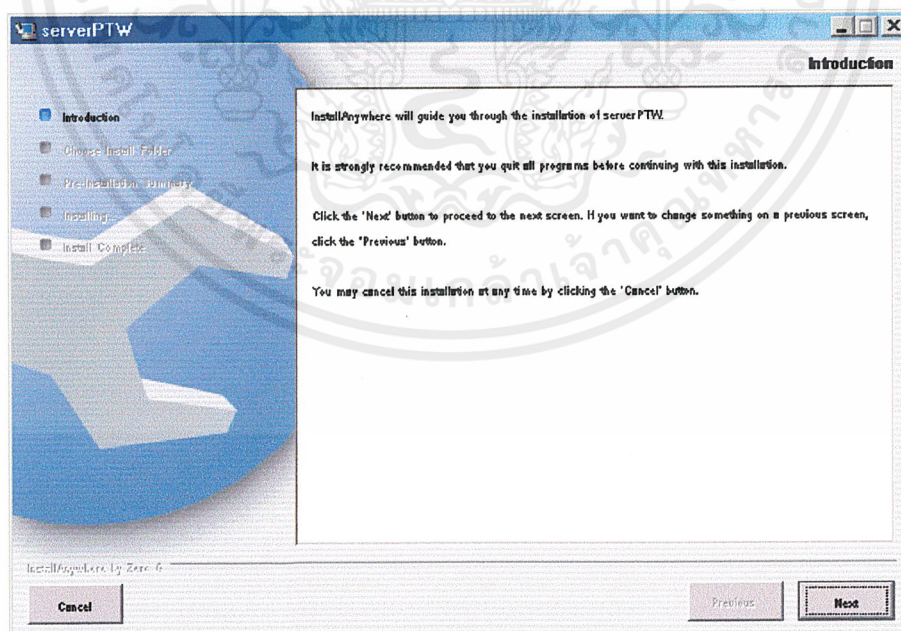 serverPTW
Introduction
Introduction
Choose Install Folder
Pre-Installation Summary
Installing
Install Complete
InstallAnywhere will guide you through the installation of serverPTW.
It is strongly recommended that you quit all programs before continuing with this installation.
Click the 'Next' button to proceed to the next screen. If you want to change something on a previous screen,
click the 'Previous' button.
You may cancel this installation at any time by clicking the 'Cancel' button.
InstallAnywhere by Zero G
Cancel
Previous
Next